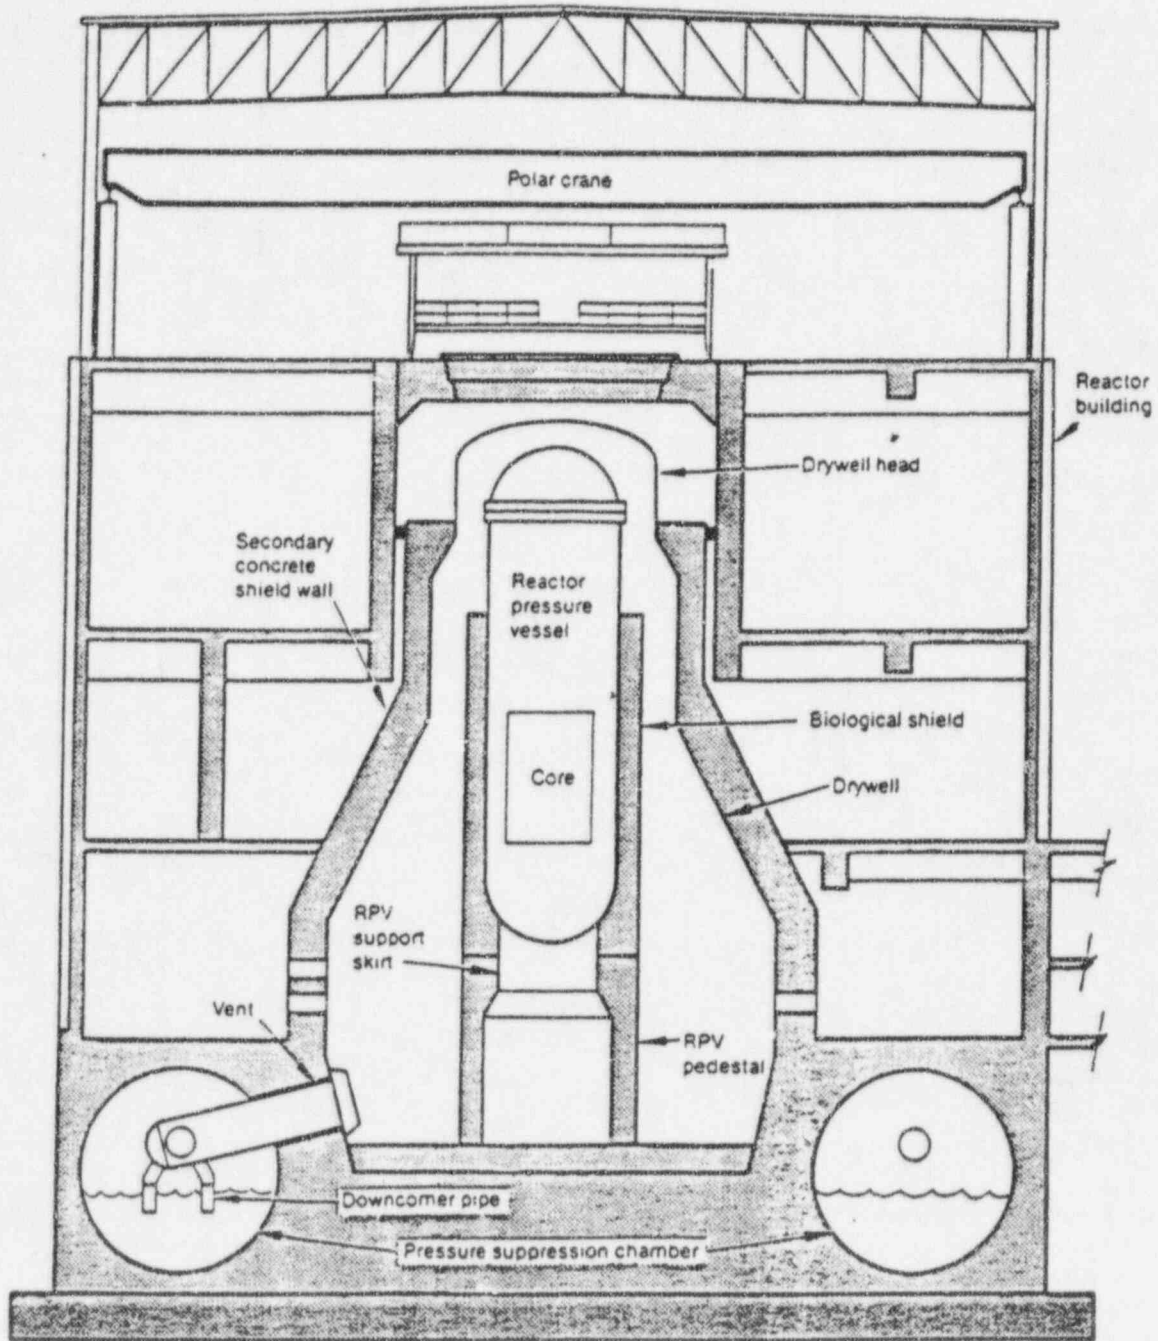 Polar crane
Reactor
building
Drywell head
Secondary
concrete
shield wall
Reactor
pressure
vessel
Biological shield
Core
Drywell
RPV
support
skirt
Vent
RPV
pedestal
Downcomer pipe
Pressure suppression chamber